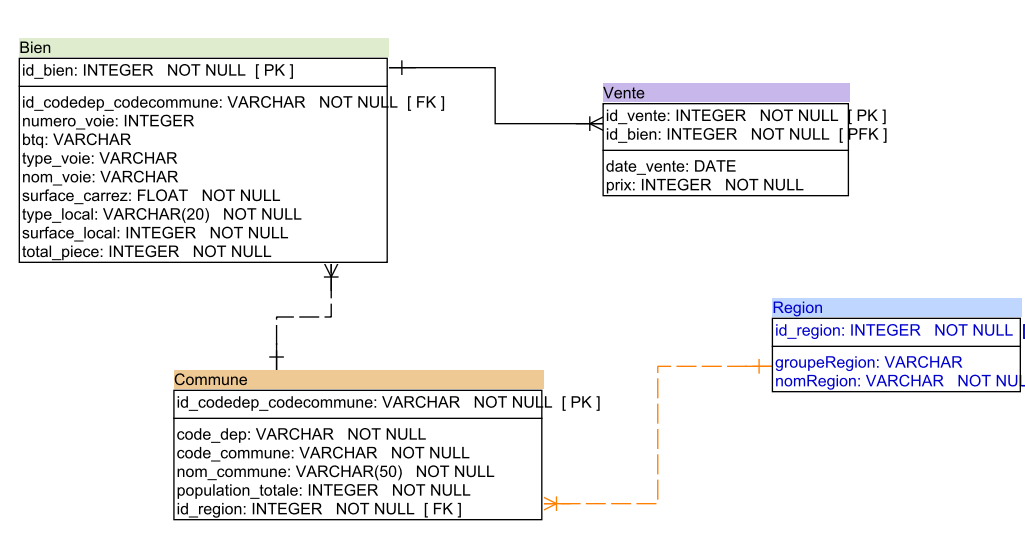 Bien
id_bien: INTEGER NOT NULL [ PK ]
id_codedep_codecommune: VARCHAR NOT NULL [ FK ]
numero_voie: INTEGER
btq: VARCHAR
type_voie: VARCHAR
nom_voie: VARCHAR
surface_carrez: FLOAT NOT NULL
type_local: VARCHAR(20) NOT NULL
surface_local: INTEGER NOT NULL
total_piece: INTEGER NOT NULL
Vente
id_vente: INTEGER NOT NULL [ PK ]
id_bien: INTEGER NOT NULL [ PFK ]
date_vente: DATE
prix: INTEGER NOT NULL
Region
id_region: INTEGER NOT NULL [
groupeRegion: VARCHAR
nomRegion: VARCHAR NOT NUL
Commune
id_codedep_codecommune: VARCHAR NOT NULL [ PK ]
code_dep: VARCHAR NOT NULL
code_commune: VARCHAR NOT NULL
nom_commune: VARCHAR(50) NOT NULL
population_totale: INTEGER NOT NULL
id_region: INTEGER NOT NULL [ FK ]